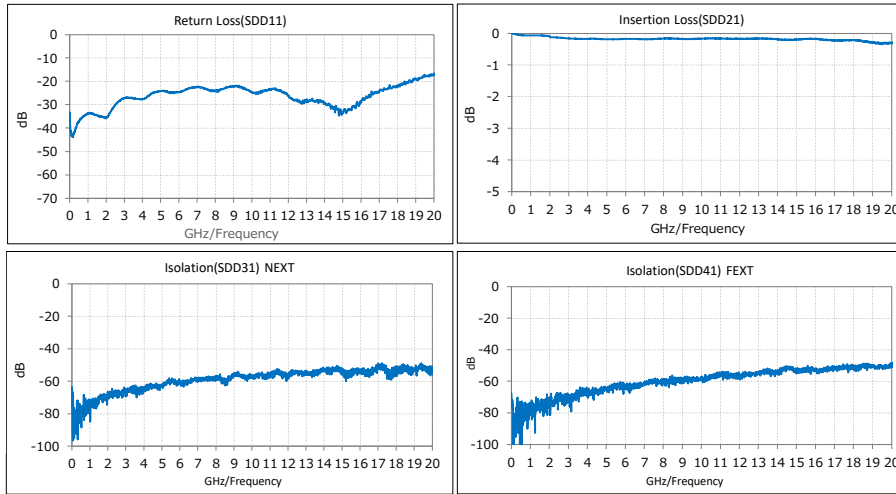 Return Loss(SDD11)
0
-10
-20
-30
-40
-50
-60
-70
dB
0 1 2 3 4 5 6 7 8 9 10 11 12 13 14 15 16 17 18 19 20
GHz/Frequency
Insertion Loss(SDD21)
0
-1
-2
-3
-4
-5
dB
0 1 2 3 4 5 6 7 8 9 10 11 12 13 14 15 16 17 18 19 20
GHz/Frequency
Isolation(SDD31) NEXT
0
-20
-40
-60
-80
-100
dB
0 1 2 3 4 5 6 7 8 9 10 11 12 13 14 15 16 17 18 19 20
GHz/Frequency
Isolation(SDD41) FEXT
0
-20
-40
-60
-80
-100
dB
0 1 2 3 4 5 6 7 8 9 10 11 12 13 14 15 16 17 18 19 20
GHz/Frequency